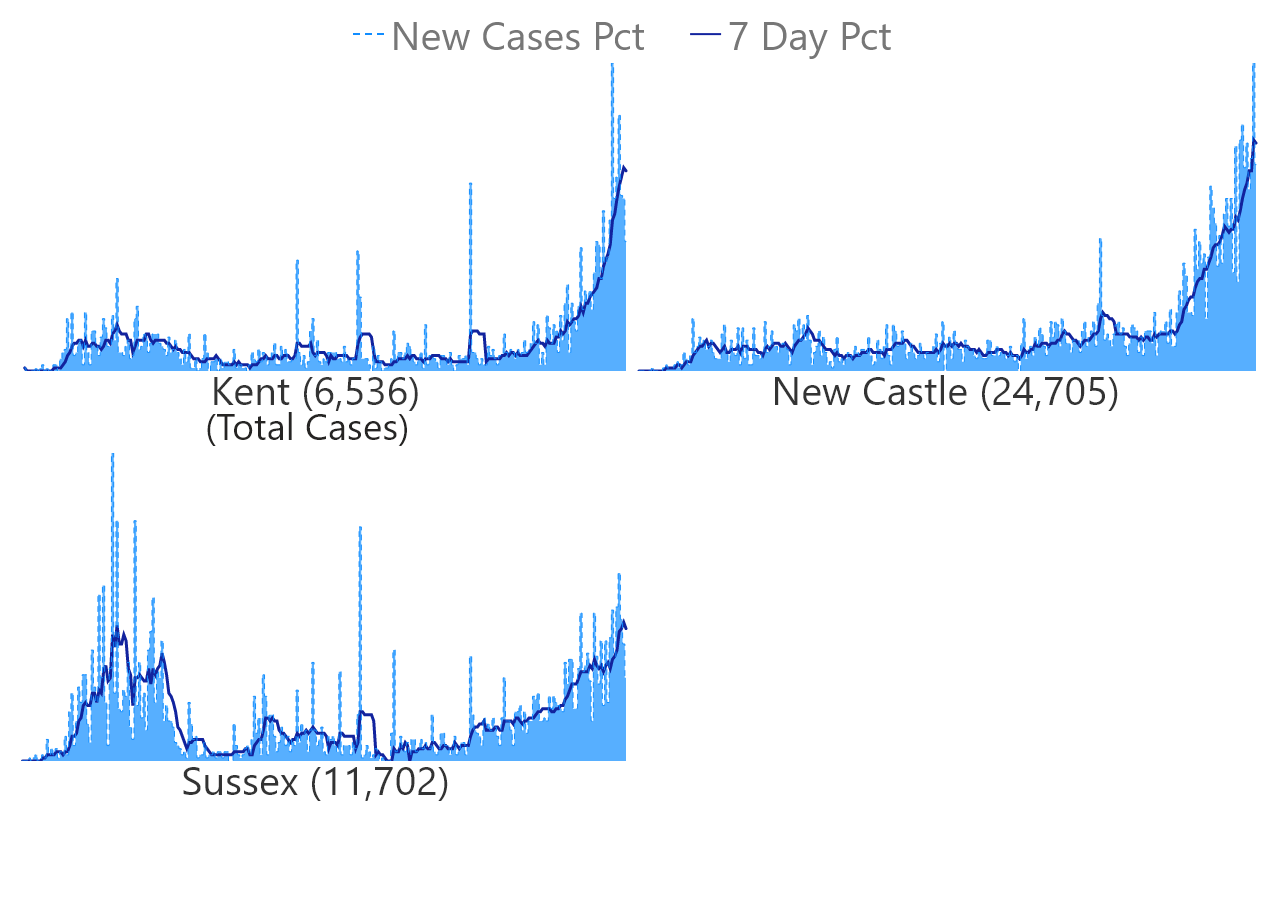 New Cases Pct 7 Day Pct
Kent (6,536) New Castle (24,705)
(Total Cases)
Sussex (11,702)